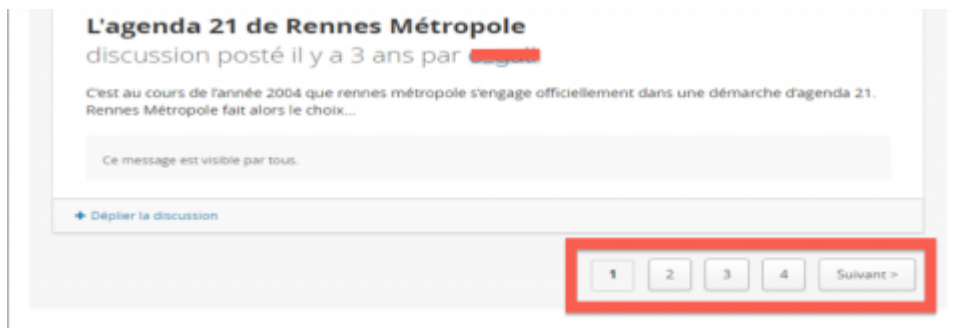 L'agenda 21 de Rennes Métropole
discussion posté il y a 3 ans par
C'est au cours de l'année 2004 que rennes métropole s'engage officiellement dans une démarche d'agenda 21.
Rennes Métropole fait alors le choix...
Ce message est visible par tous.
+ Déplier la discussion
1 2 3 4 Suivant >